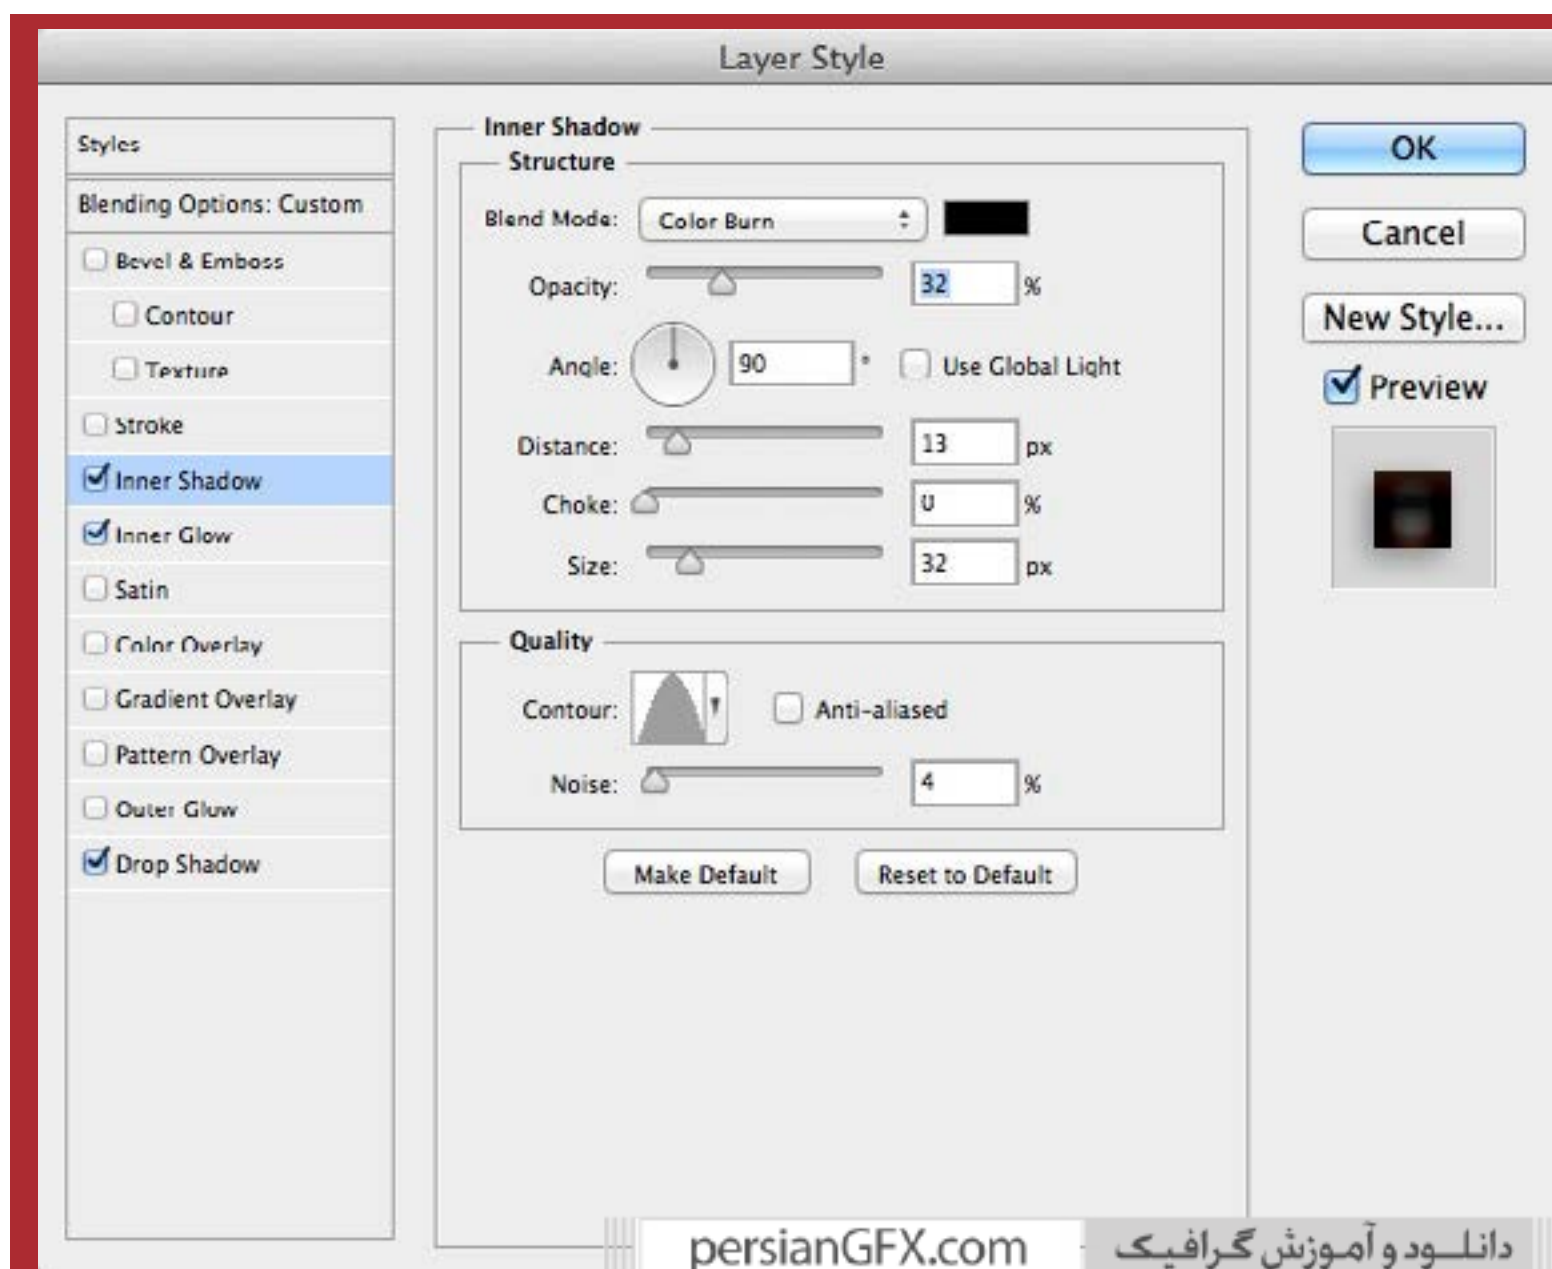 Layer Style
Styles
Blending Options: Custom
Bevel & Emboss
Contour
Texture
Stroke
Inner Shadow
Inner Glow
Satin
Color Overlay
Gradient Overlay
Pattern Overlay
Outer Glow
Drop Shadow
Inner Shadow
Structure
Blend Mode: Color Burn
Opacity: 32 %
Angle: 90 ° Use Global Light
Distance: 13 px
Choke: 0 %
Size: 32 px
Quality
Contour: Anti-aliased
Noise: 4 %
Make Default Reset to Default
OK
Cancel
New Style...
Preview
persianGFX.com دانلــود و آموزش گرافیک